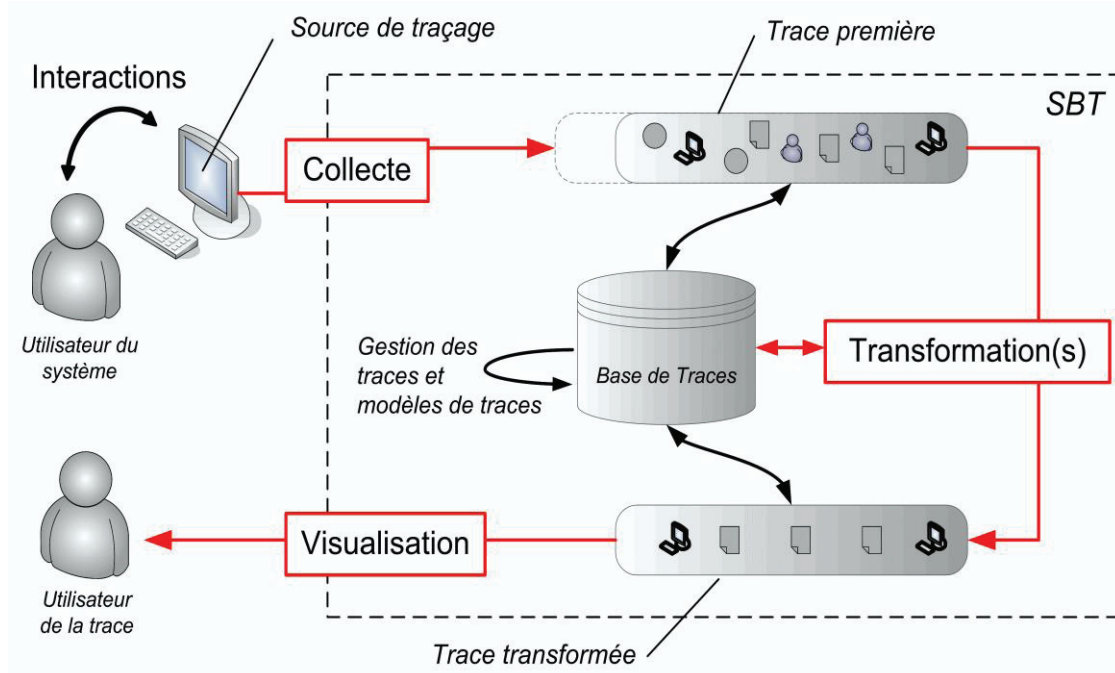 Source de traçage
Trace première
Interactions
SBT
Collecte
Utilisateur du
système
Gestion des
traces et
modèles de traces
Base de Traces
Transformation(s)
Visualisation
Utilisateur
de la trace
Trace transformée